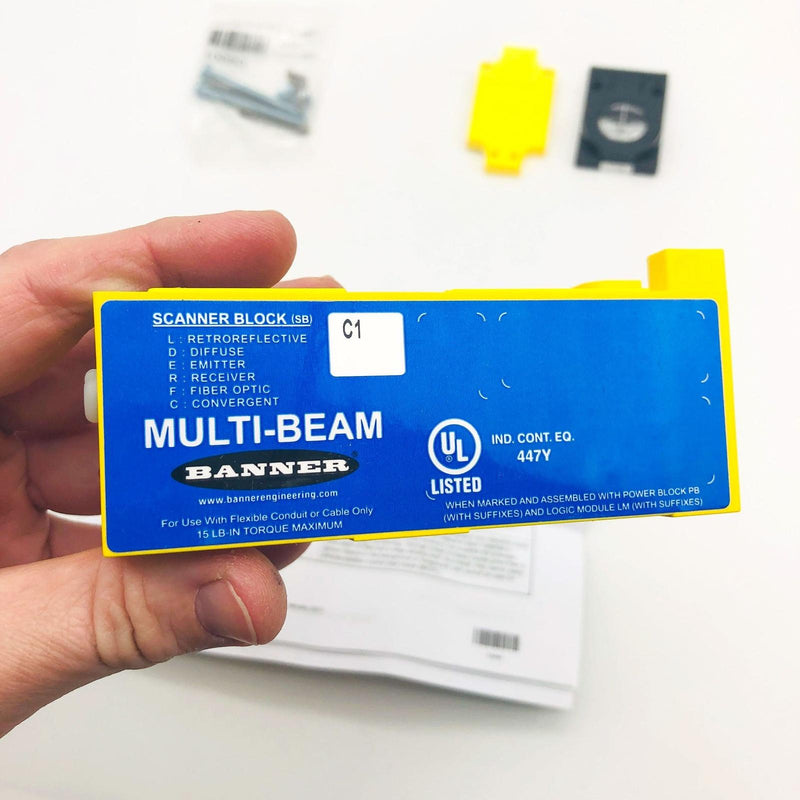 SCANNER BLOCK (SB)
L : RETROREFLECTIVE
D : DIFFUSE
E : EMITTER
R : RECEIVER
F : FIBER OPTIC
C : CONVERGENT
C1
MULTI-BEAM
BANNER
www.bannerengineering.com
For Use With Flexible Conduit or Cable Only
15 LB-IN TORQUE MAXIMUM
UL
®
LISTED
IND. CONT. EQ.
447Y
WHEN MARKED AND ASSEMBLED WITH POWER BLOCK PB
(WITH SUFFIXES) AND LOGIC MODULE LM (WITH SUFFIXES)